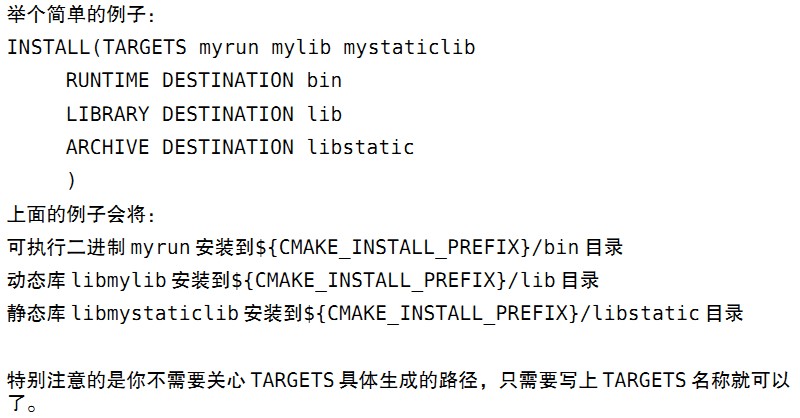 举个简单的例子：
INSTALL(TARGETS myrun mylib mystaticlib
RUNTIME DESTINATION bin
LIBRARY DESTINATION lib
ARCHIVE DESTINATION libstatic
)
上面的例子会将：
可执行二进制 myrun 安装到${CMAKE_INSTALL_PREFIX}/bin 目录
动态库 libmylib 安装到${CMAKE_INSTALL_PREFIX}/lib 目录
静态库 libmystaticlib 安装到${CMAKE_INSTALL_PREFIX}/libstatic 目录
特别注意的是你不需要关心 TARGETS 具体生成的路径，只需要写上 TARGETS 名称就可以
了。